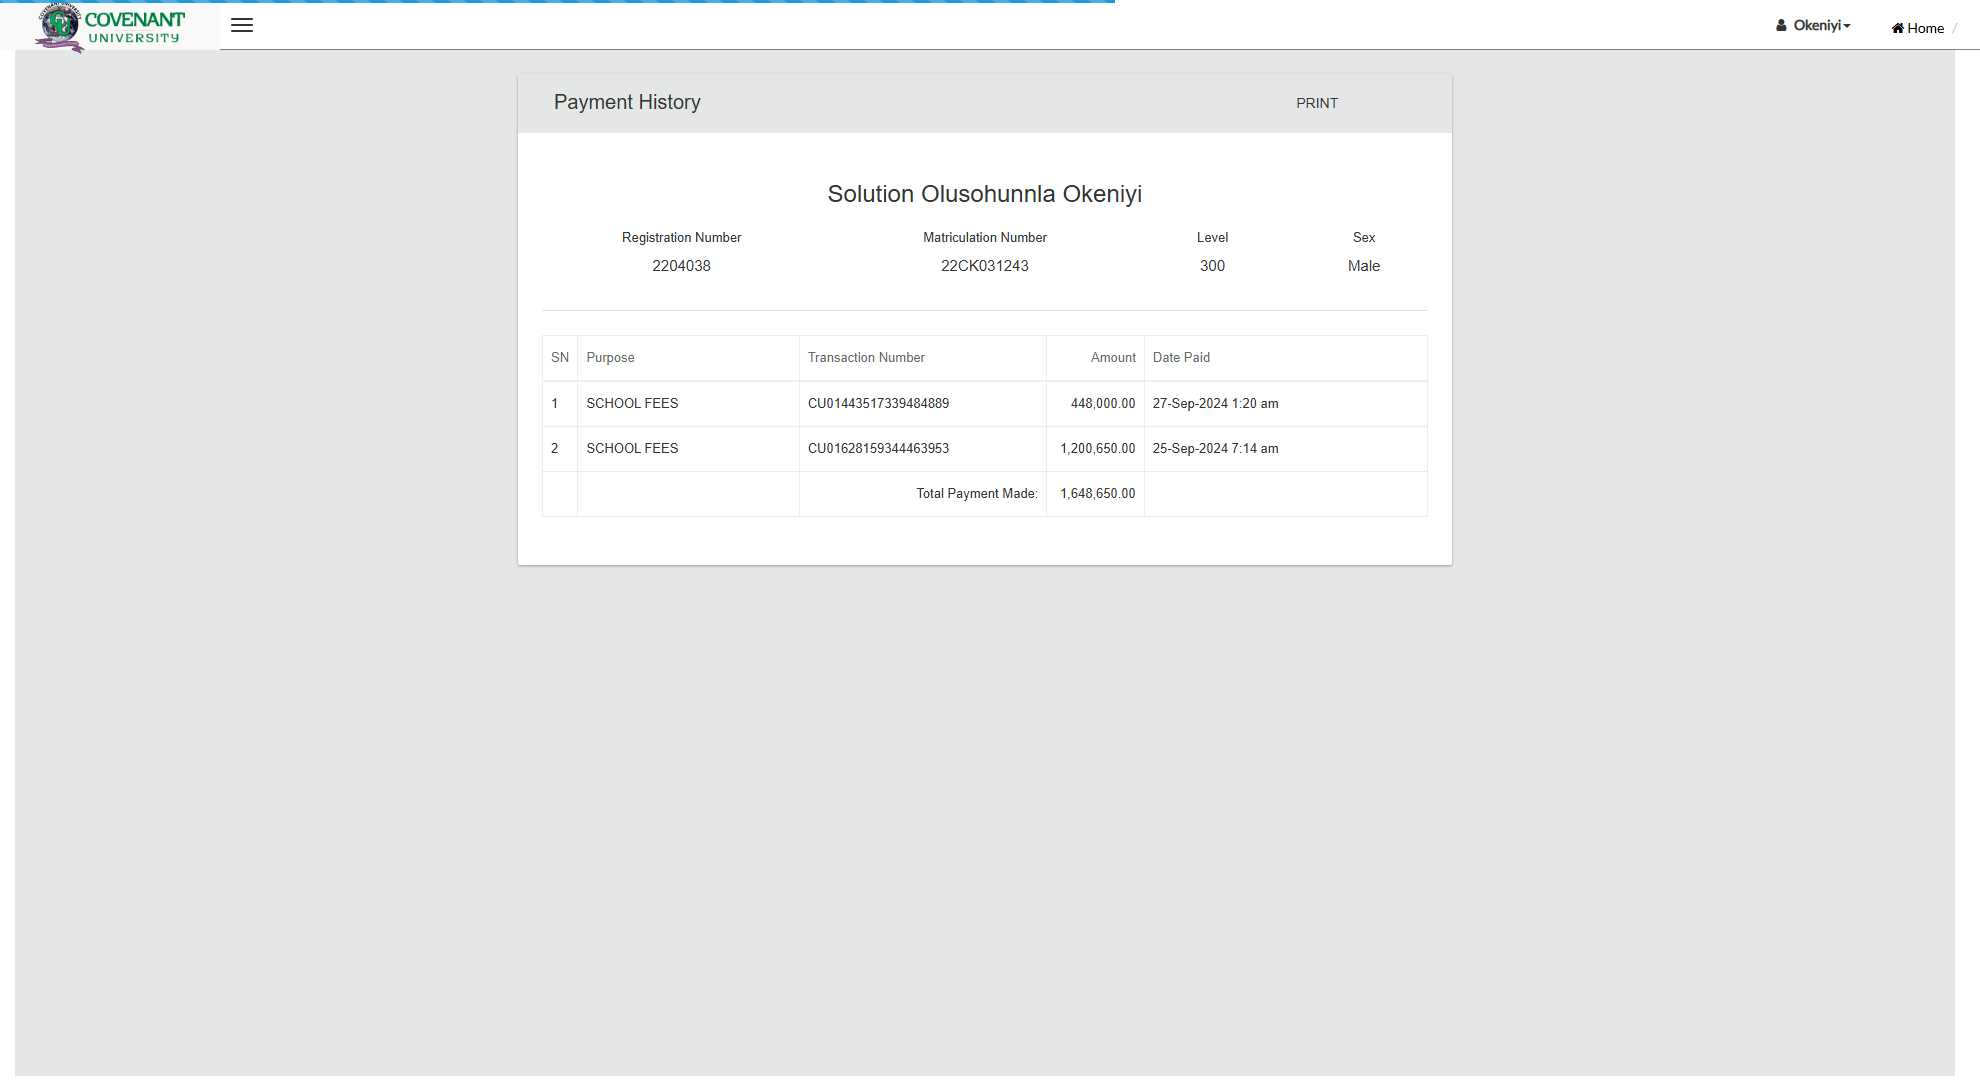 COVENANT
UNIVERSITY
Okeniyi
Home /
Payment History
PRINT
Solution Olusohunnla Okeniyi
Registration Number Matriculation Number Level Sex
2204038 22CK031243 300 Male
SN Purpose Transaction Number Amount Date Paid
1 SCHOOL FEES CU01443517339484889 448,000.00 27-Sep-2024 1:20 am
2 SCHOOL FEES CU01628159344463953 1,200,650.00 25-Sep-2024 7:14 am
Total Payment Made: 1,648,650.00